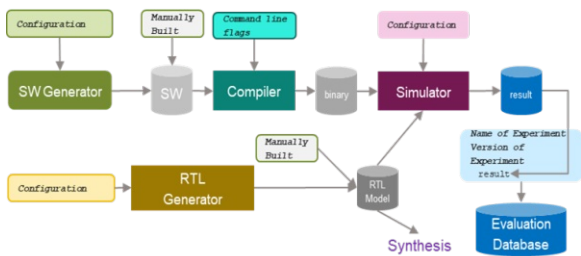 Configuration
Manually
Built
Command line
flags
Configuration
SW Generator
SW
Compiler
binary
Simulator
result
Name of Experiment
Version of
Experiment
result
Manually
Built
Configuration
RTL
Generator
RTL
Model
Synthesis
Evaluation
Database